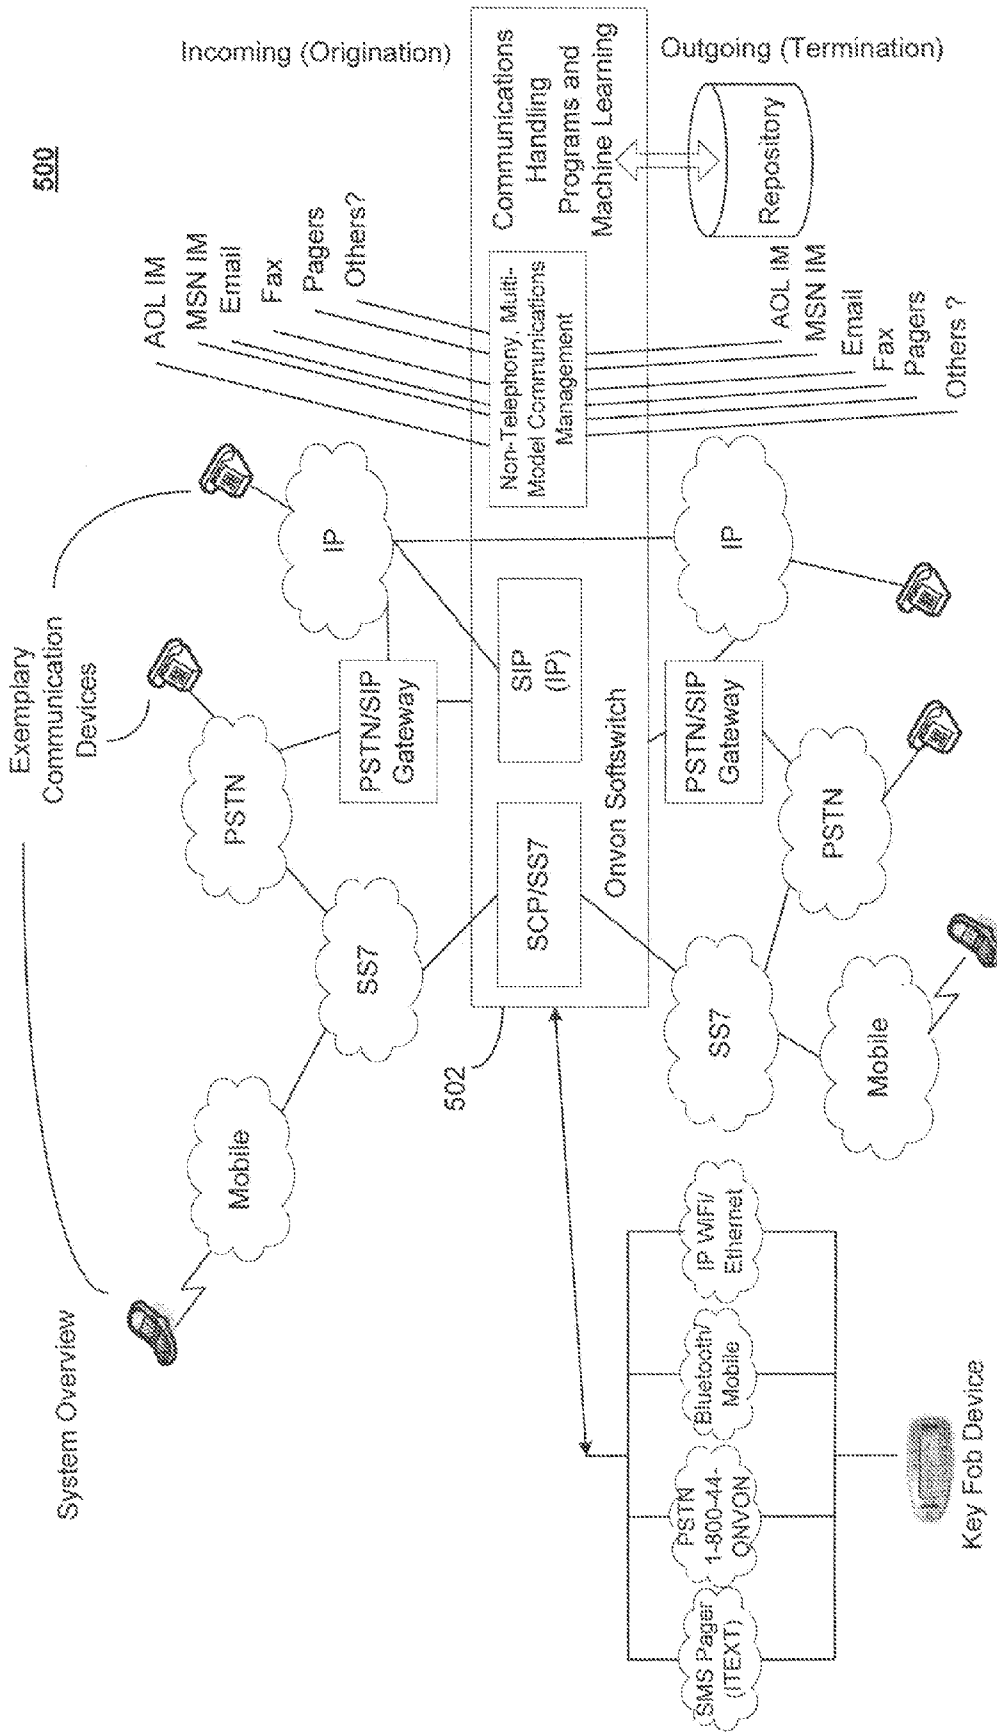 500
System Overview
Exemplary
Communication
Devices
Incoming (Origination)
AOL IM
MSN IM
Email
Fax
Pagers
Others?
Mobile
SS7
PSTN
IP
PSTN/SIP
Gateway
502
SCP/SS7
SIP
(IP)
Onvon Softswitch
Non-Telephony, Multi-
Model Communications
Management
Communications
Handling
Programs and
Machine Learning
Outgoing (Termination)
Repository
AOL IM
MSN IM
Email
Fax
Pagers
Others ?
SS7
PSTN/SIP
Gateway
IP
PSTN
Mobile
SMS Pager
(ITEXT)
PSTN
1-800-44-
ONVON
Bluetooth/
Mobile
IP WiFi/
Ethernet
Key Fob Device